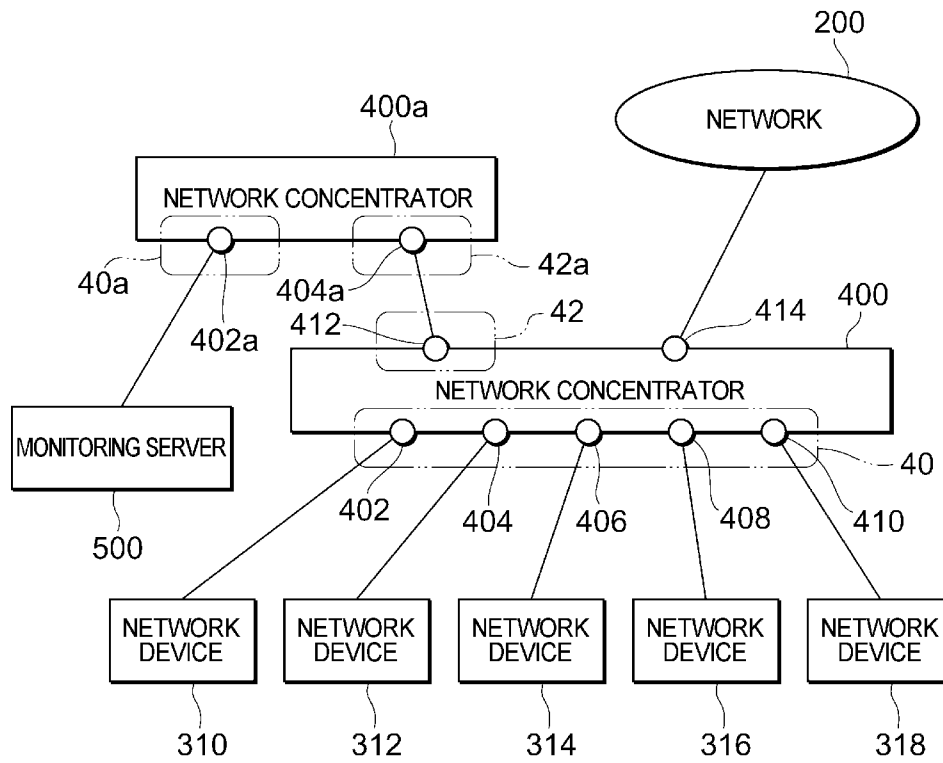 200
400a
NETWORK
NETWORK CONCENTRATOR
40a
402a
404a
42a
412
42
414
400
NETWORK CONCENTRATOR
MONITORING SERVER
500
402
404
406
408
410
40
NETWORK
DEVICE
NETWORK
DEVICE
NETWORK
DEVICE
NETWORK
DEVICE
NETWORK
DEVICE
310
312
314
316
318